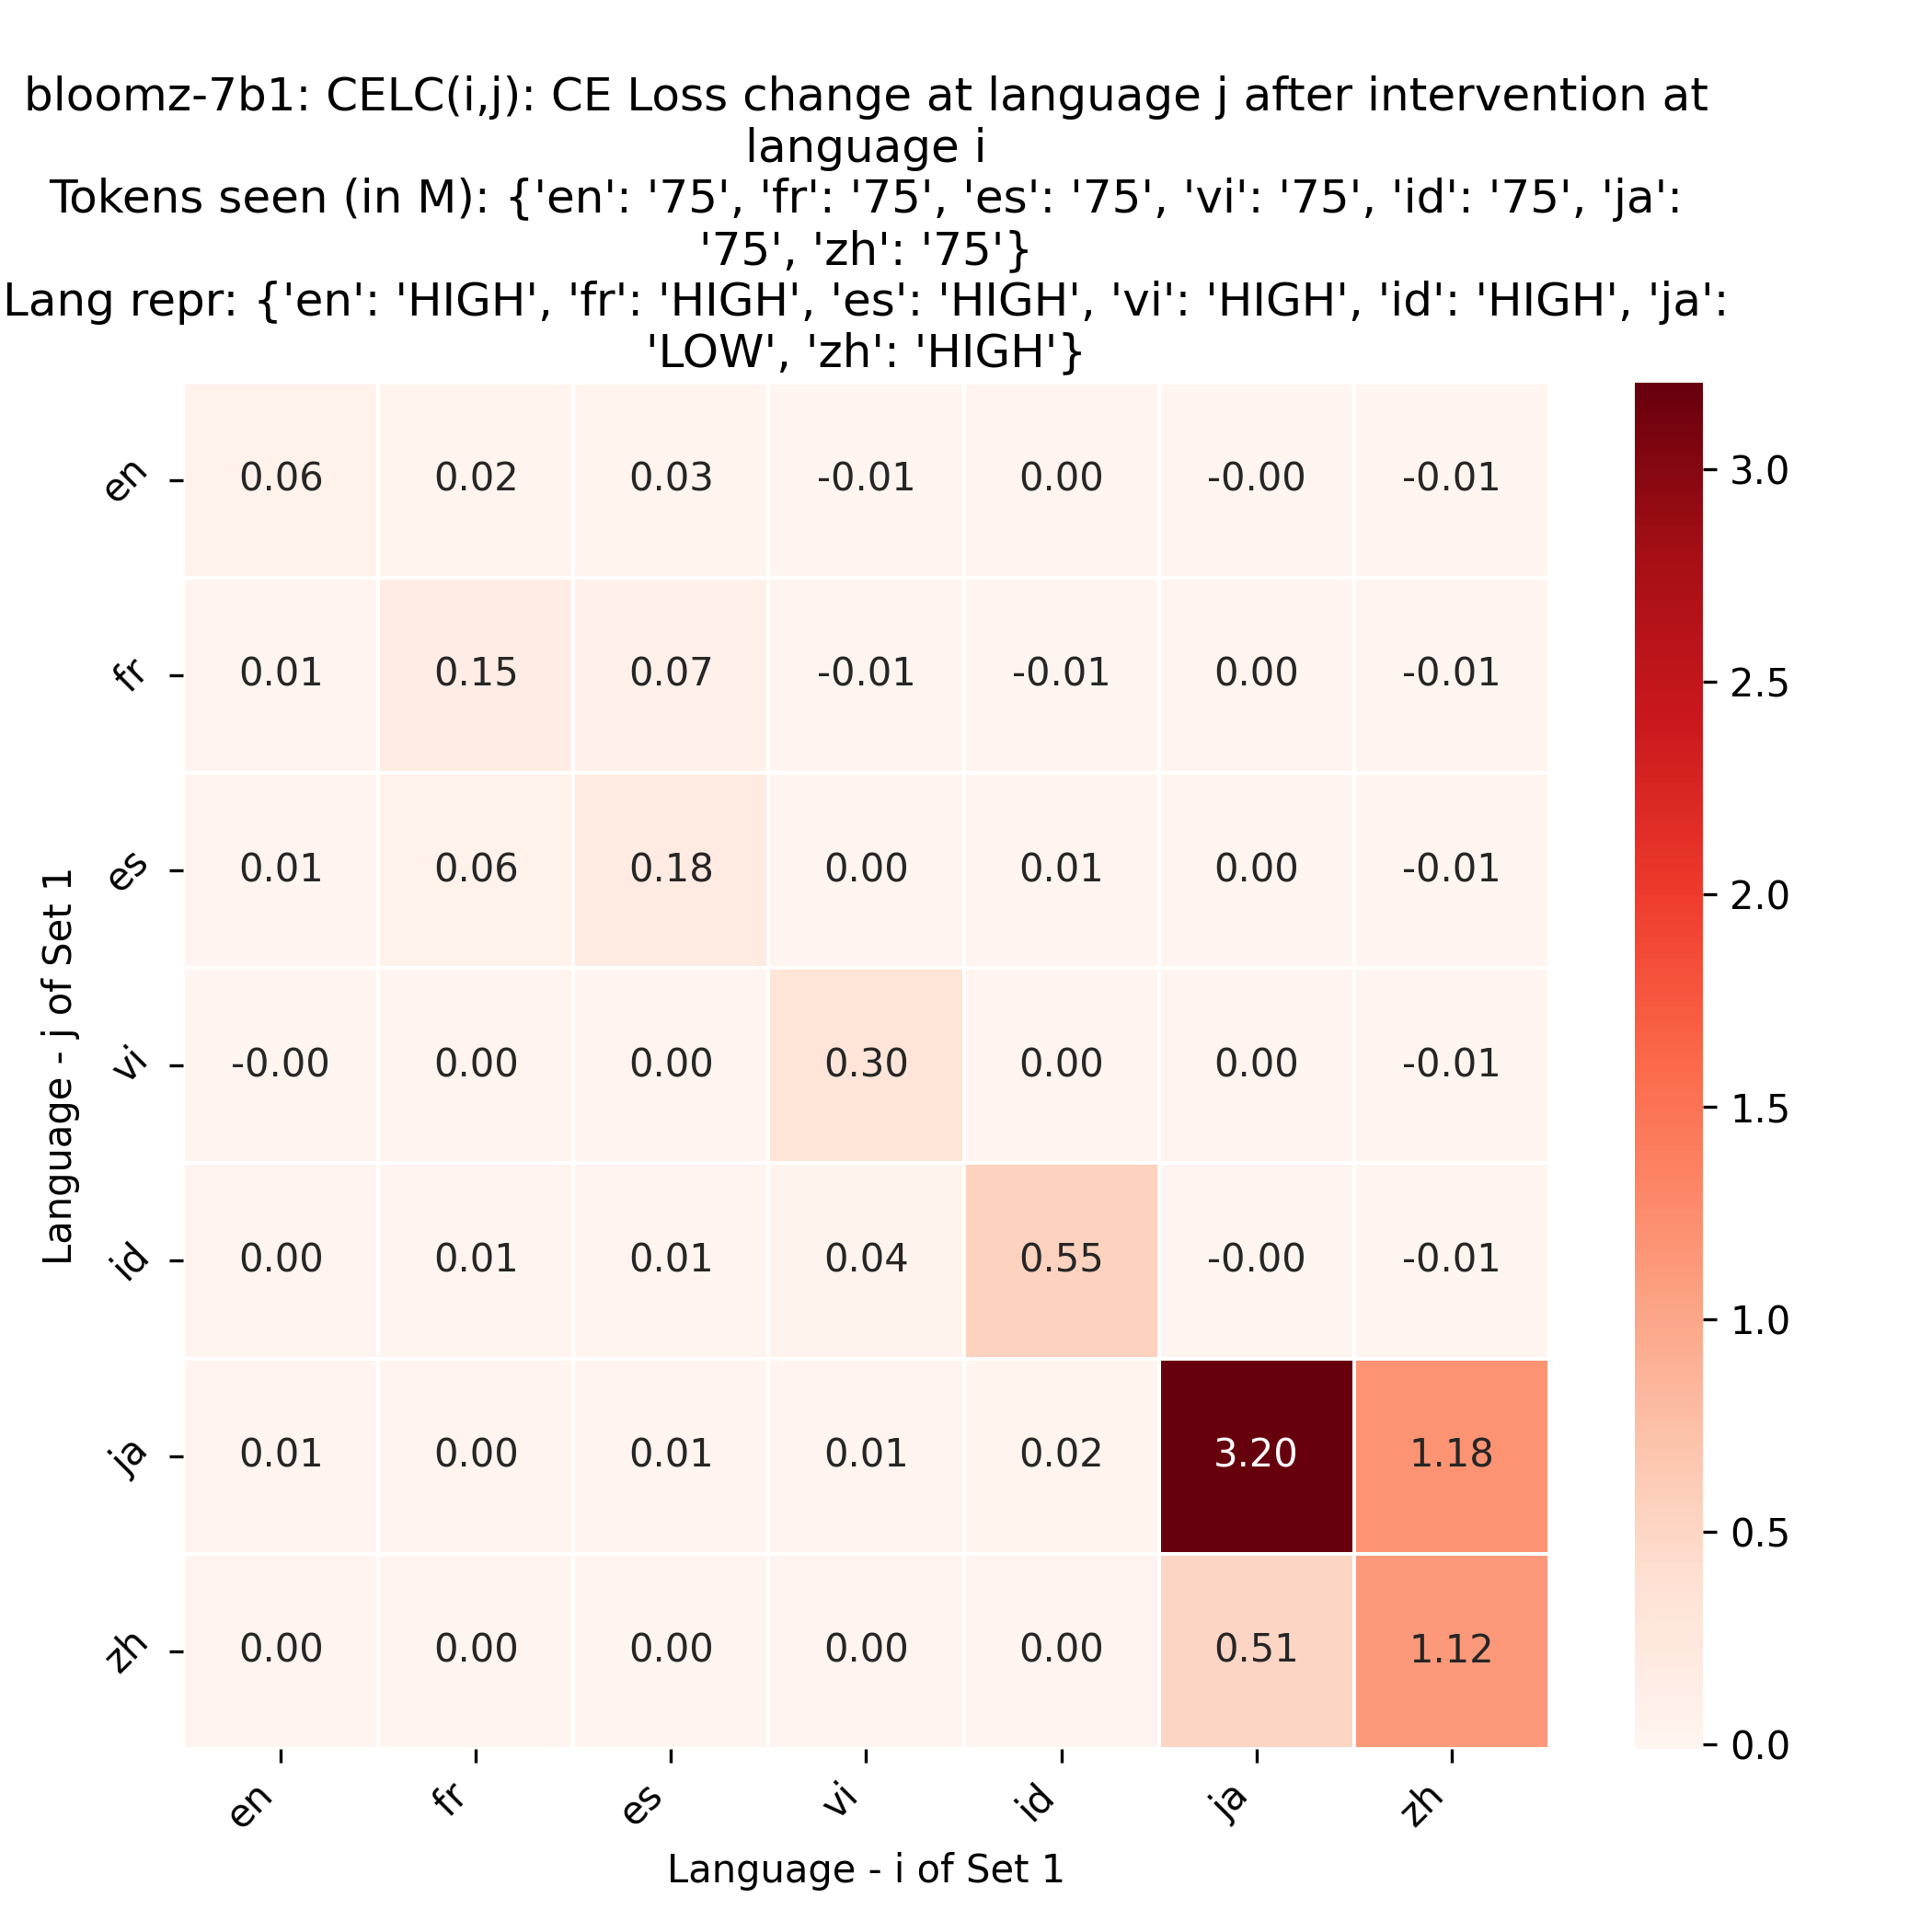 bloomz-7b1: CELC(i,j): CE Loss change at language j after intervention at
language i
Tokens seen (in M): {'en': '75', 'fr': '75', 'es': '75', 'vi': '75', 'id': '75', 'ja':
'75', 'zh': '75'}
Lang repr: {'en': 'HIGH', 'fr': 'HIGH', 'es': 'HIGH', 'vi': 'HIGH', 'id': 'HIGH', 'ja':
'LOW', 'zh': 'HIGH'}
Language - j of Set 1
en 0.06 0.02 0.03 -0.01 0.00 -0.00 -0.01
fr 0.01 0.15 0.07 -0.01 -0.01 0.00 -0.01
es 0.01 0.06 0.18 0.00 0.01 0.00 -0.01
vi -0.00 0.00 0.00 0.30 0.00 0.00 -0.01
id 0.00 0.01 0.01 0.04 0.55 -0.00 -0.01
ja 0.01 0.00 0.01 0.01 0.02 3.20 1.18
zh 0.00 0.00 0.00 0.00 0.00 0.51 1.12
en fr es vi id ja zh
Language - i of Set 1
3.0
2.5
2.0
1.5
1.0
0.5
0.0